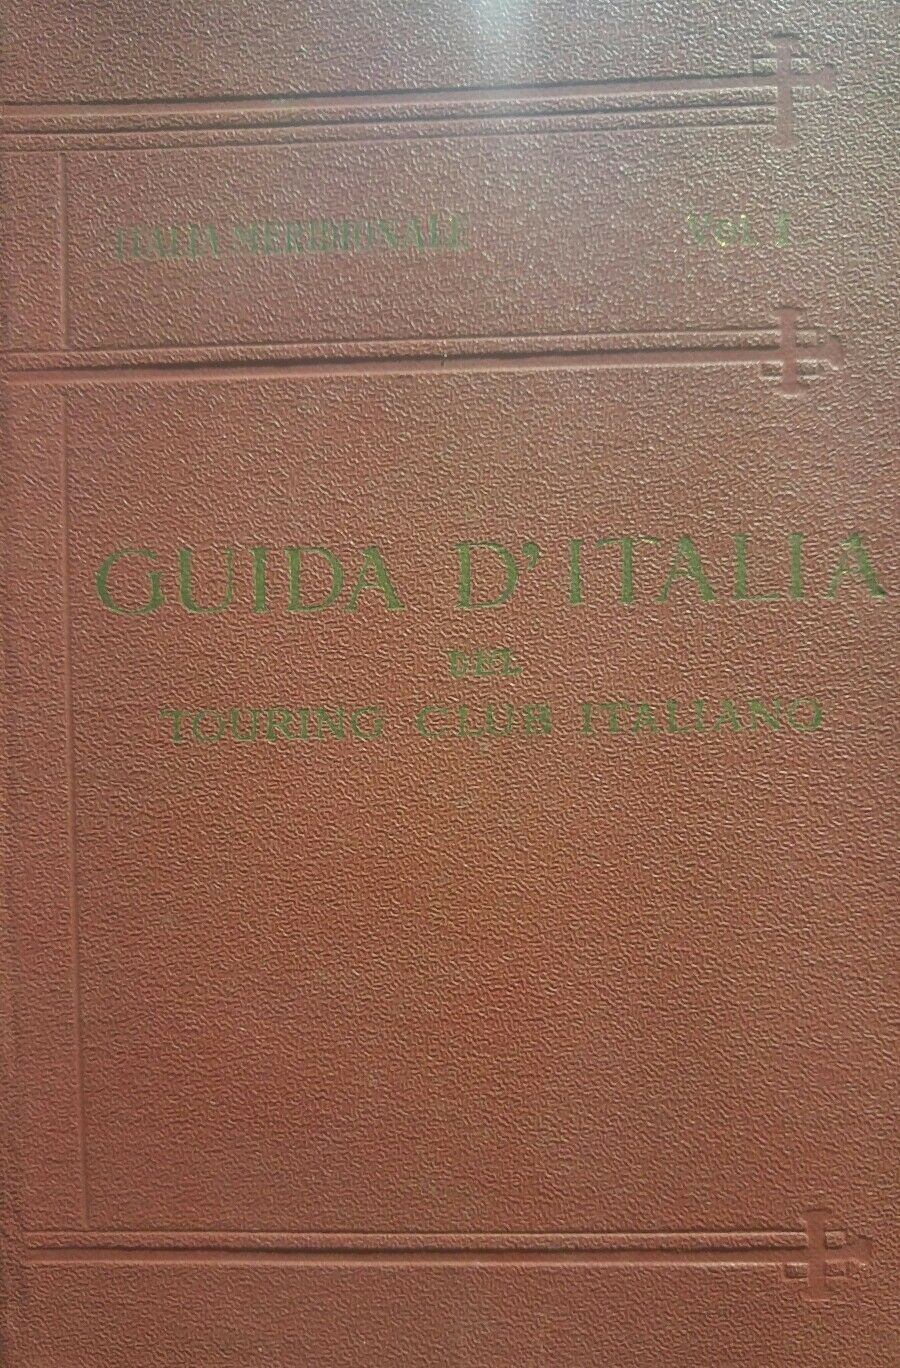 ITALIA MERIDIONALE Vol. I
GUIDA D'ITALIA
DEL
TOURING CLUB ITALIANO